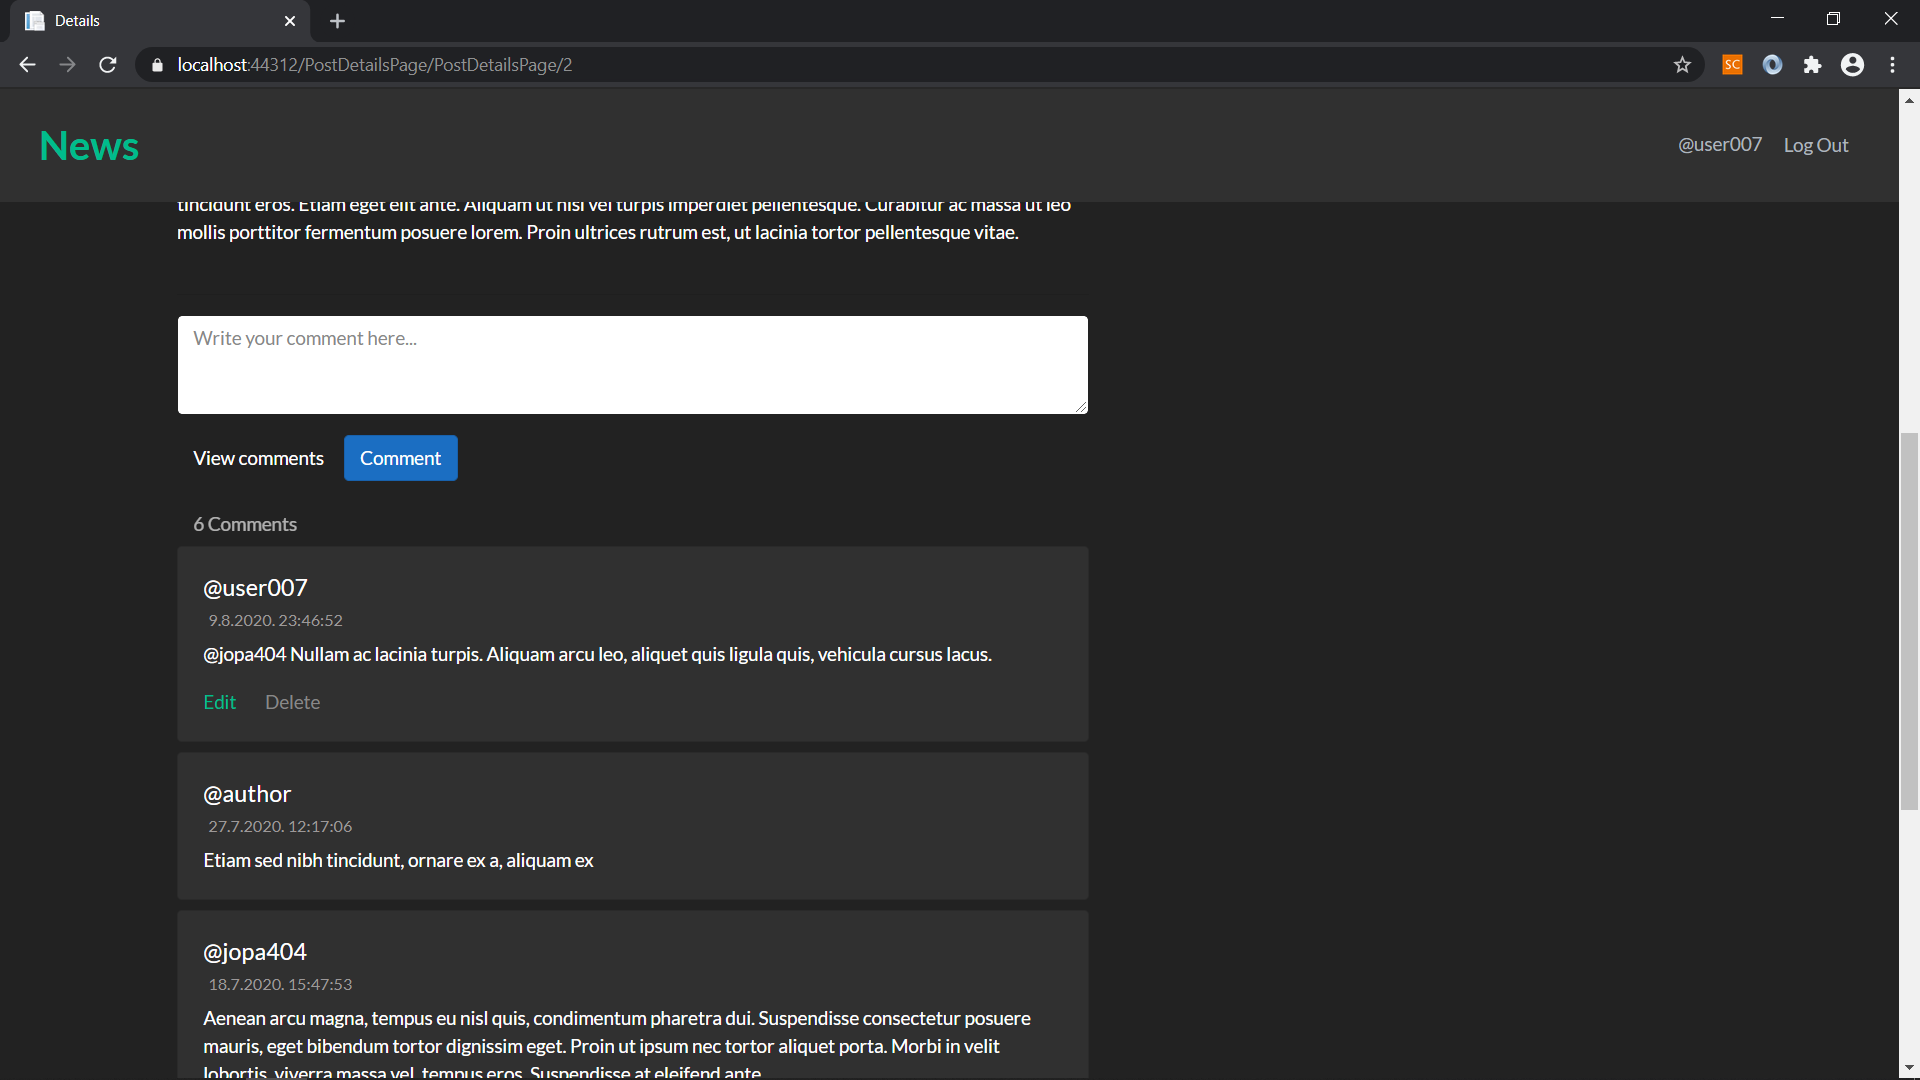 Details
localhost:44312/PostDetailsPage/PostDetailsPage/2
SC
News
@user007 Log Out
tincidunt eros. Etiam eget elit ante. Aliquam ut nisl vel turpis imperdiet pellentesque. Curabitur ac massa ut leo
mollis porttitor fermentum posuere lorem. Proin ultrices rutrum est, ut lacinia tortor pellentesque vitae.
Write your comment here...
View comments Comment
6 Comments
@user007
9.8.2020. 23:46:52
@jopa404 Nullam ac lacinia turpis. Aliquam arcu leo, aliquet quis ligula quis, vehicula cursus lacus.
Edit Delete
@author
27.7.2020. 12:17:06
Etiam sed nibh tincidunt, ornare ex a, aliquam ex
@jopa404
18.7.2020. 15:47:53
Aenean arcu magna, tempus eu nisl quis, condimentum pharetra dui. Suspendisse consectetur posuere
mauris, eget bibendum tortor dignissim eget. Proin ut ipsum nec tortor aliquet porta. Morbi in velit
lobortis, viverra massa vel, tempus eros. Suspendisse at eleifend ante.